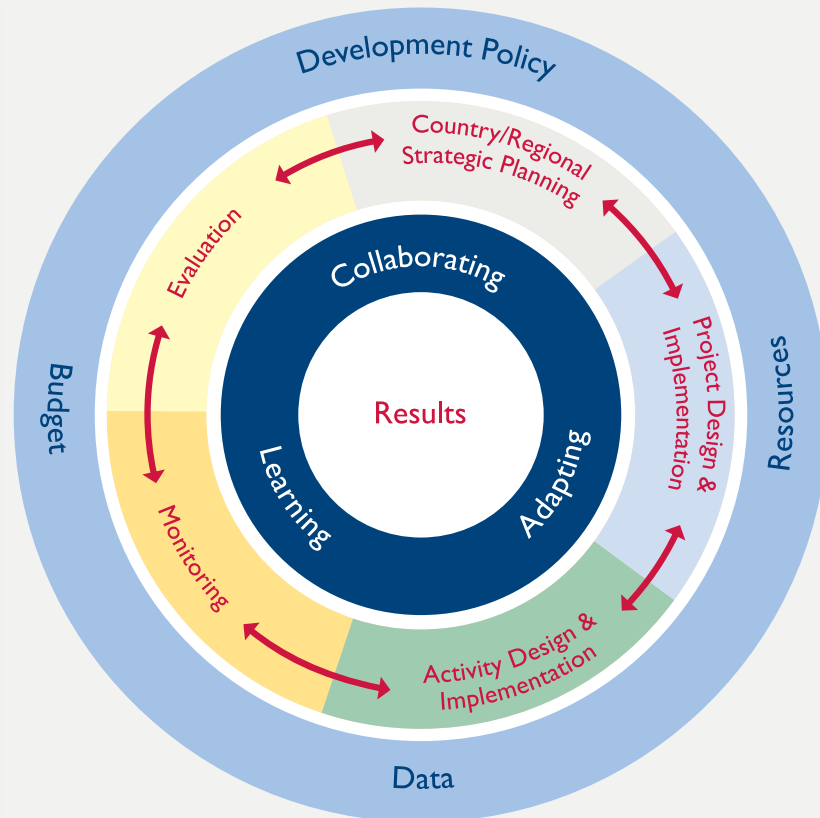 Development Policy
Country/Regional
Strategic Planning
Evaluation
Collaborating
Project Design &
Implementation
Budget
Results
Resources
Learning
Adapting
Monitoring
Activity Design &
Implementation
Data